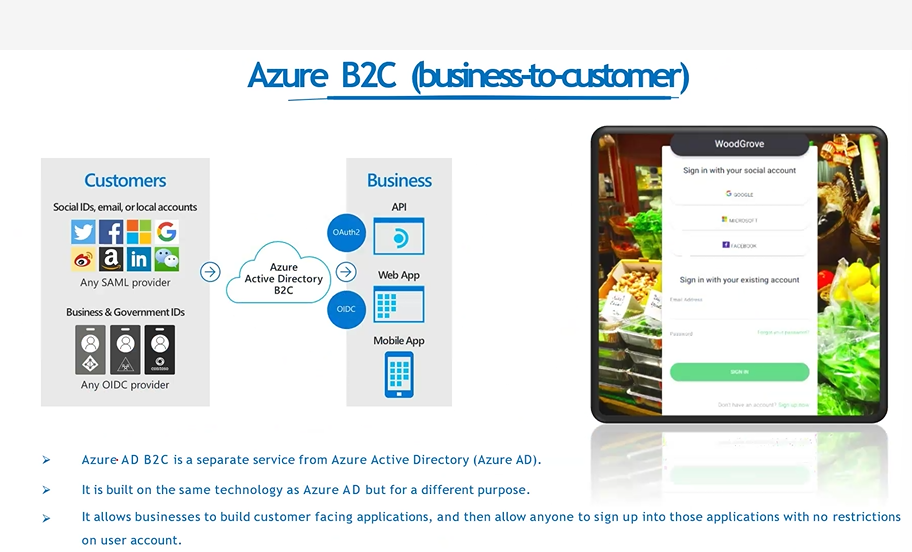 Azure B2C (business-to-customer)
Customers
Social IDs, email, or local accounts
Any SAML provider
Business & Government IDs
Any OIDC provider
Azure
Active Directory
B2C
OAuth2
OIDC
Business
API
Web App
Mobile App
WoodGrove
Sign in with your social account
GOOGLE
MICROSOFT
FACEBOOK
Sign in with your existing account
Email Address
Password
SIGN IN
Don't have an account? Sign up now
Azure AD B2C is a separate service from Azure Active Directory (Azure AD).
It is built on the same technology as Azure AD but for a different purpose.
It allows businesses to build customer facing applications, and then allow anyone to sign up into those applications with no restrictions
on user account.